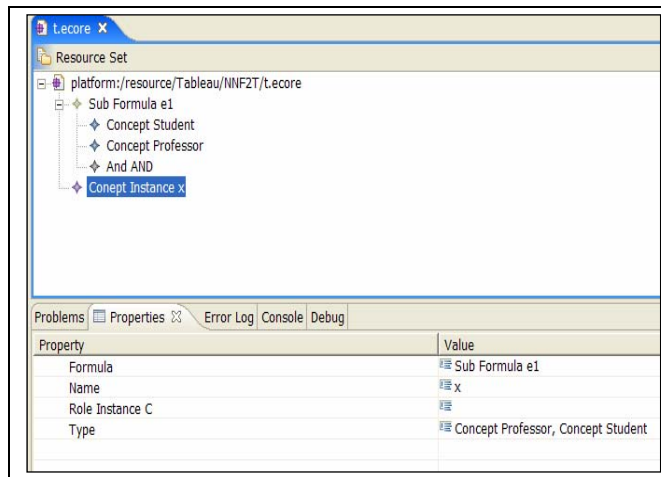 t.ecore
Resource Set
platform:/resource/Tableau/NNF2T/t.ecore
Sub Formula e1
Concept Student
Concept Professor
And AND
Conept Instance x
Problems Properties Error Log Console Debug
Property Value
Formula Sub Formula e1
Name x
Role Instance C
Type Concept Professor, Concept Student